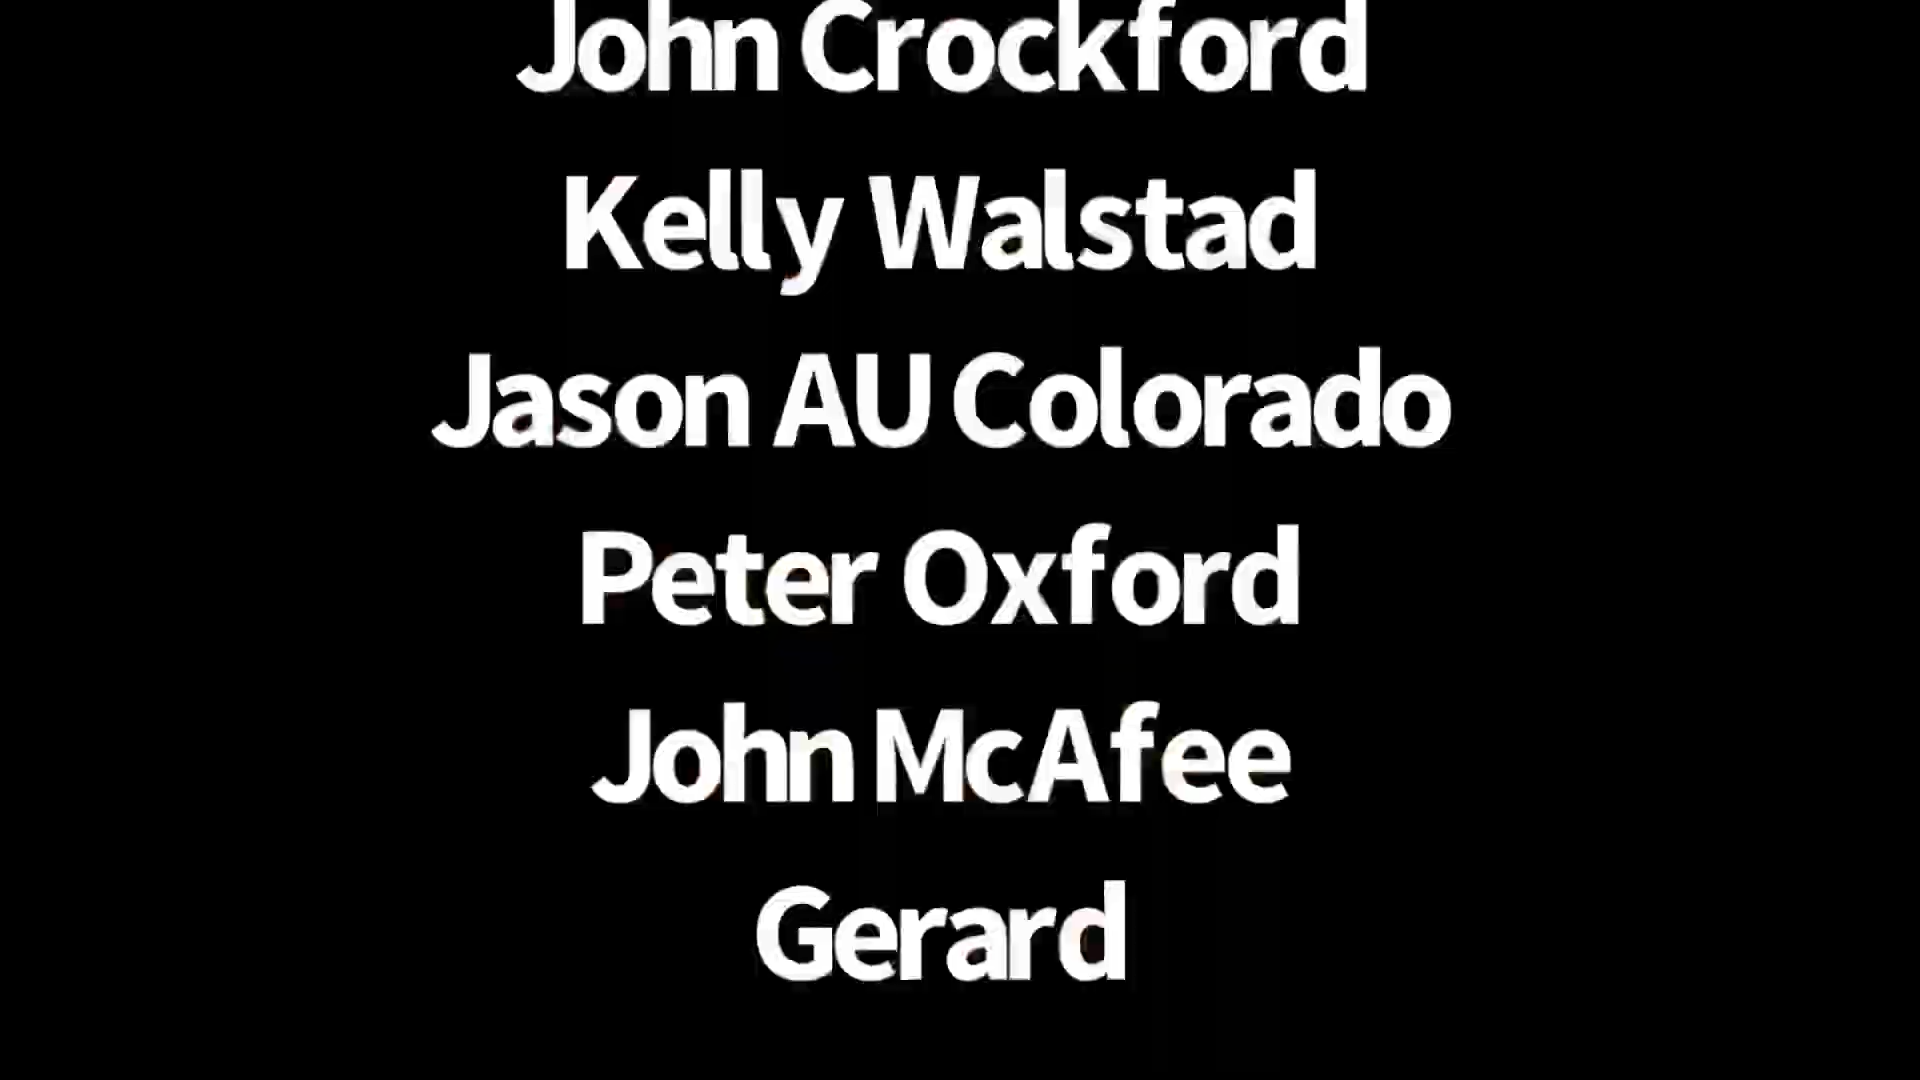 John Crockford
Kelly Walstad
Jason AU Colorado
Peter Oxford
John McAfee
Gerard